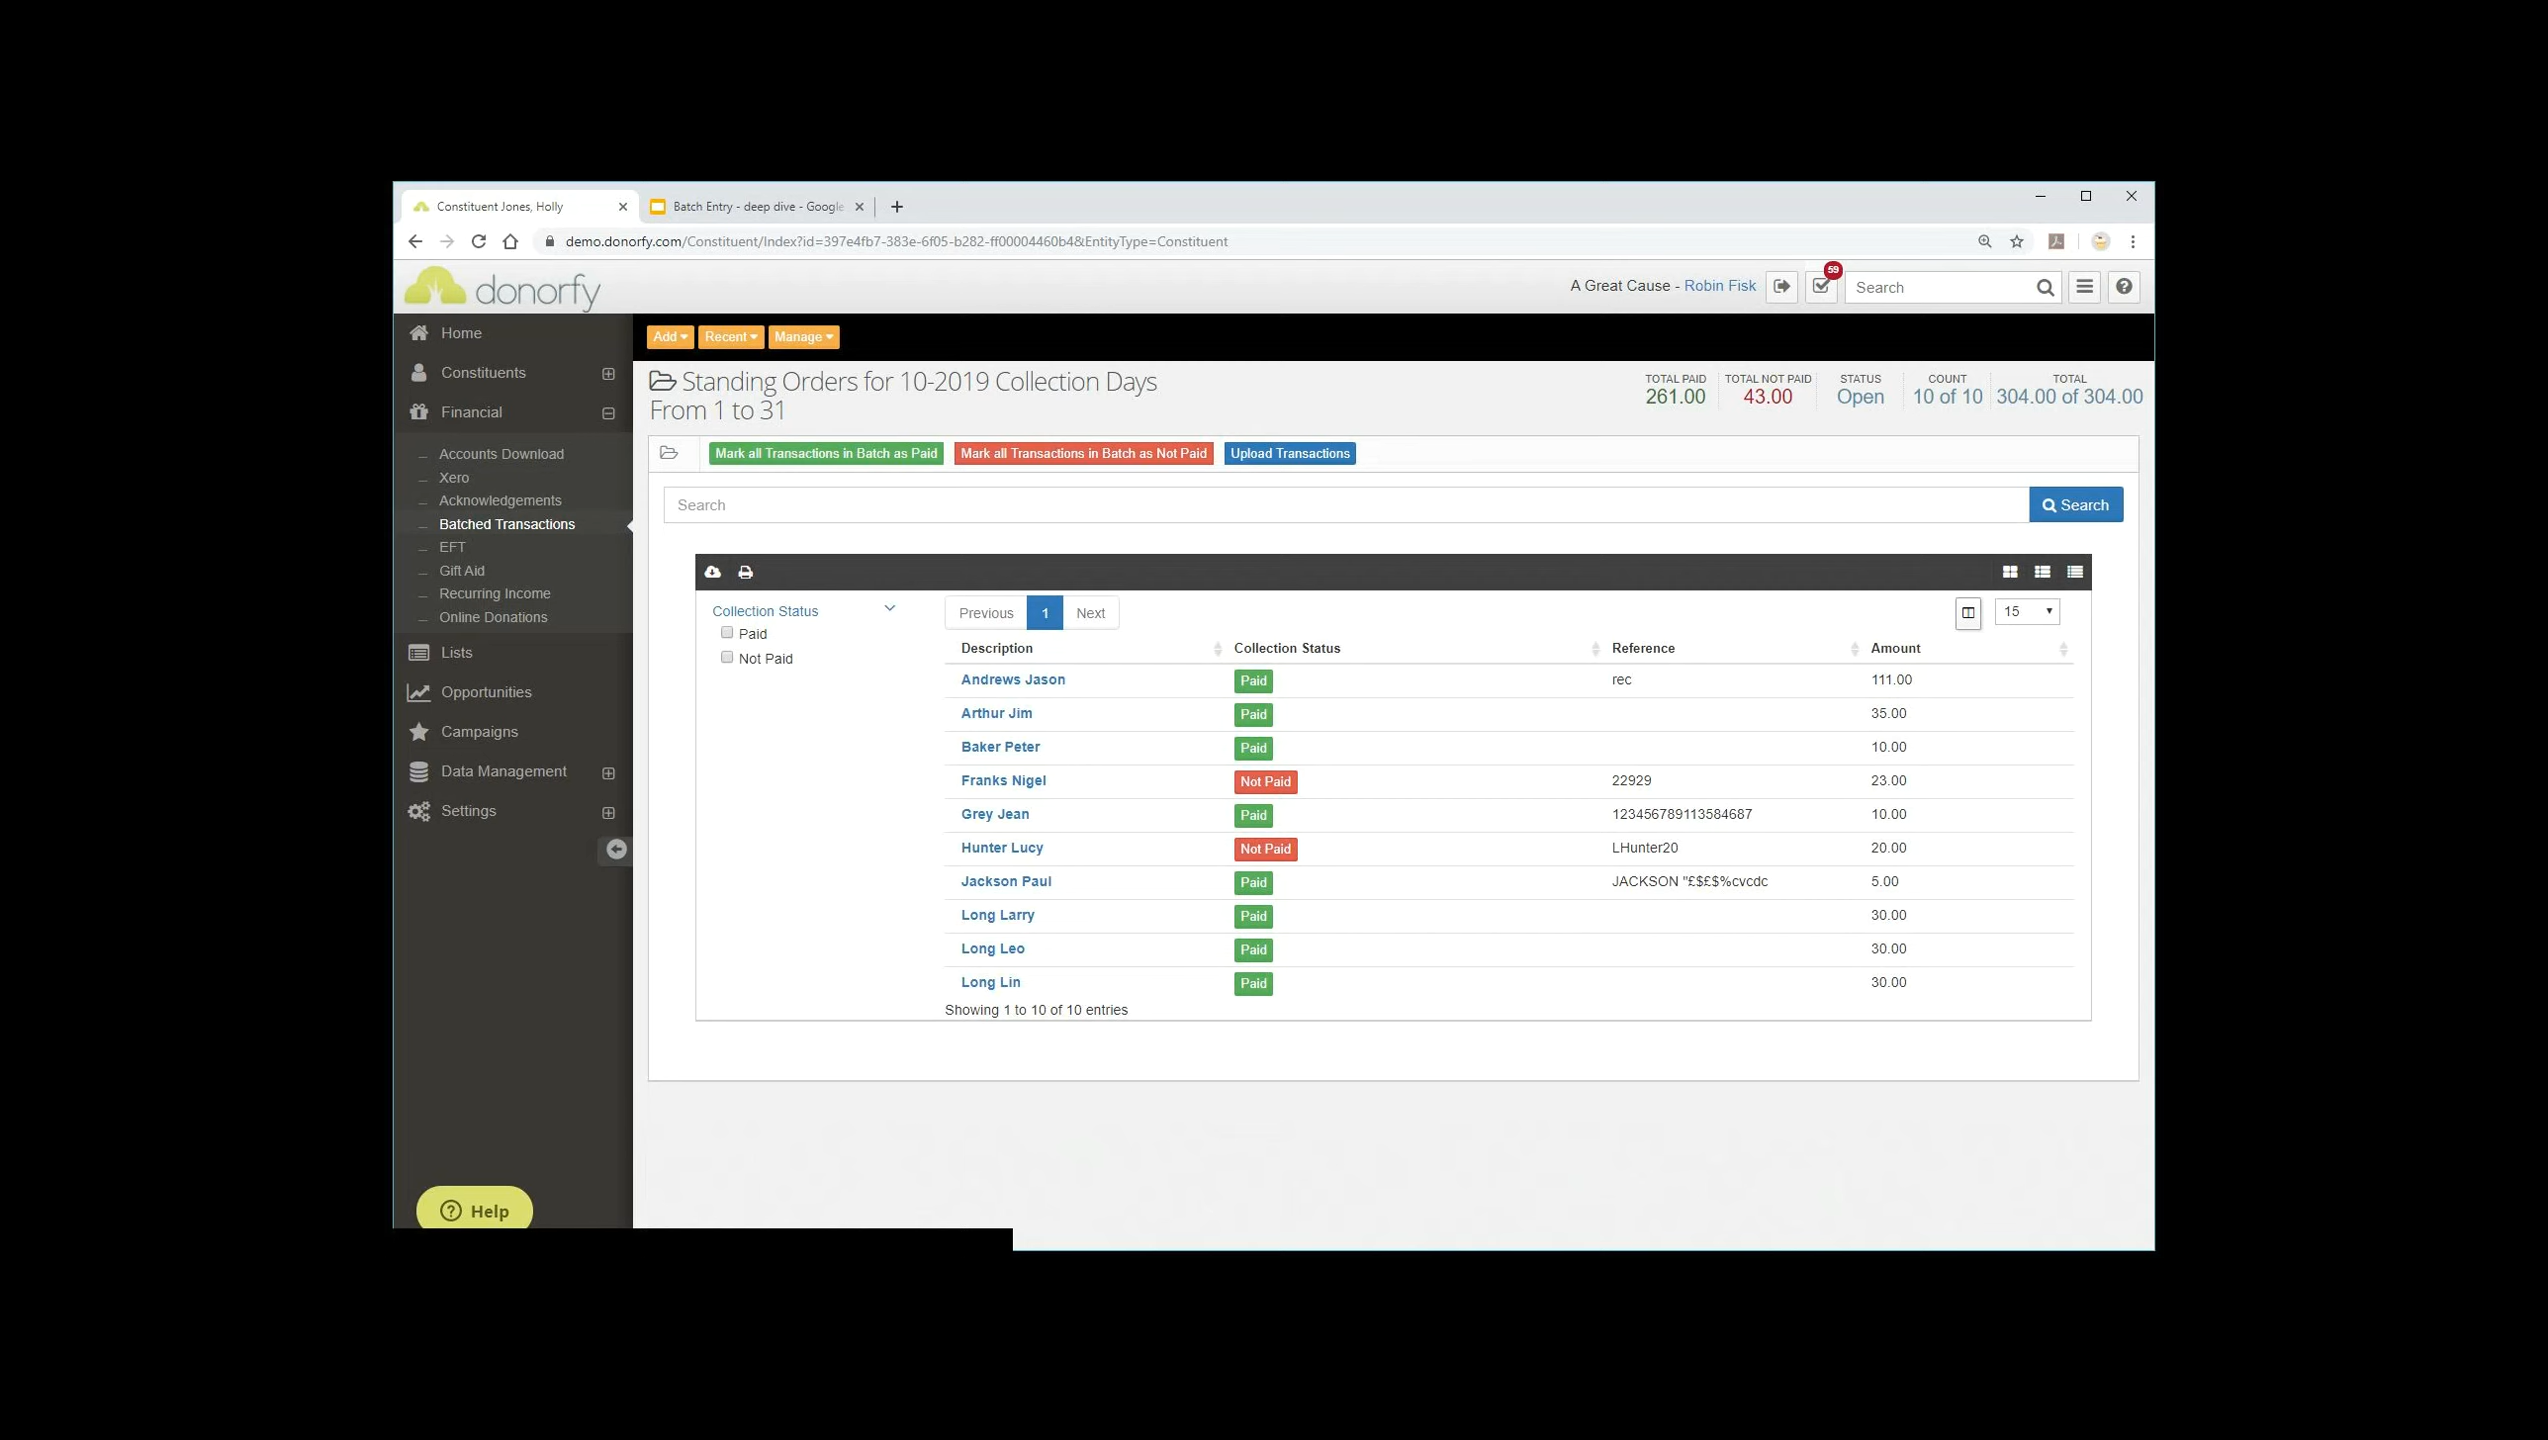 Constituent Jones, Holly
Batch Entry - deep dive - Google
demo.donorfy.com/Constituent/Index?id=397e4fb7-383e-6f05-b282-ff00004460b4&EntityType=Constituent
donorfy
A Great Cause - Robin Fisk
59
Search
Home
Constituents
Financial
Accounts Download
Xero
Acknowledgements
Batched Transactions
EFT
Gift Aid
Recurring Income
Online Donations
Lists
Opportunities
Campaigns
Data Management
Settings
Help
Add Recent Manage
Standing Orders for 10-2019 Collection Days
From 1 to 31
TOTAL PAID TOTAL NOT PAID STATUS COUNT TOTAL
261.00 43.00 Open 10 of 10 304.00 of 304.00
Mark all Transactions in Batch as Paid Mark all Transactions in Batch as Not Paid Upload Transactions
Search Search
Collection Status
Paid
Not Paid
Previous 1 Next 15
Description Collection Status Reference Amount
Andrews Jason Paid rec 111.00
Arthur Jim Paid 35.00
Baker Peter Paid 10.00
Franks Nigel Not Paid 22929 23.00
Grey Jean Paid 123456789113584687 10.00
Hunter Lucy Not Paid LHunter20 20.00
Jackson Paul Paid JACKSON "£$£$%cvcdc 5.00
Long Larry Paid 30.00
Long Leo Paid 30.00
Long Lin Paid 30.00
Showing 1 to 10 of 10 entries